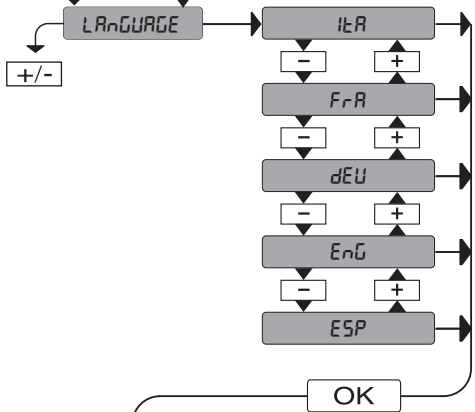 LAnGUAGE
ItA
+/-
- +
FrA
- +
dEU
- +
EnG
- +
ESP
OK